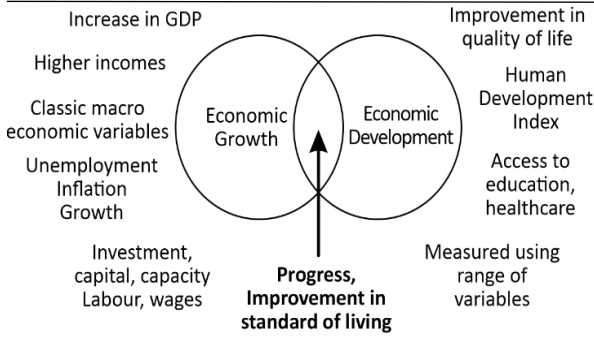 Increase in GDP
Higher incomes
Classic macro
economic variables
Unemployment
Inflation
Growth
Investment,
capital, capacity
Labour, wages
Economic
Growth
Economic
Development
Progress,
Improvement in
standard of living
Improvement in
quality of life
Human
Development
Index
Access to
education,
healthcare
Measured using
range of
variables